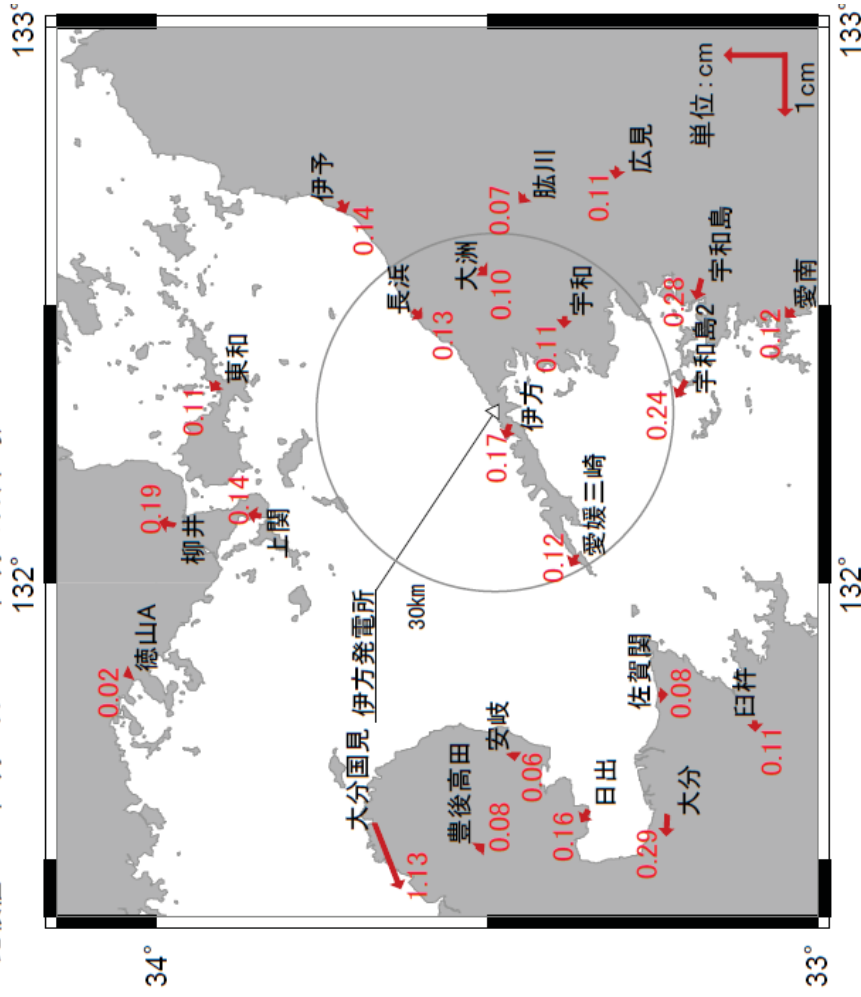 133°
133°
132°
132°
34°
33°
伊予
0.14
長浜
0.13
大洲
0.10
0.07
肱川
0.11
広見
0.11
宇和
0.28
宇和島
0.24
宇和島2
0.12
愛南
東和
0.11
0.17
伊方
0.12
愛媛三崎
0.19
柳井
0.14
上関
0.02
徳山A
伊方発電所
30km
大分国見
1.13
豊後高田
0.08
安岐
0.06
0.16
日出
佐賀関
0.08
臼杵
0.11
0.29
大分
単位:cm
1cm